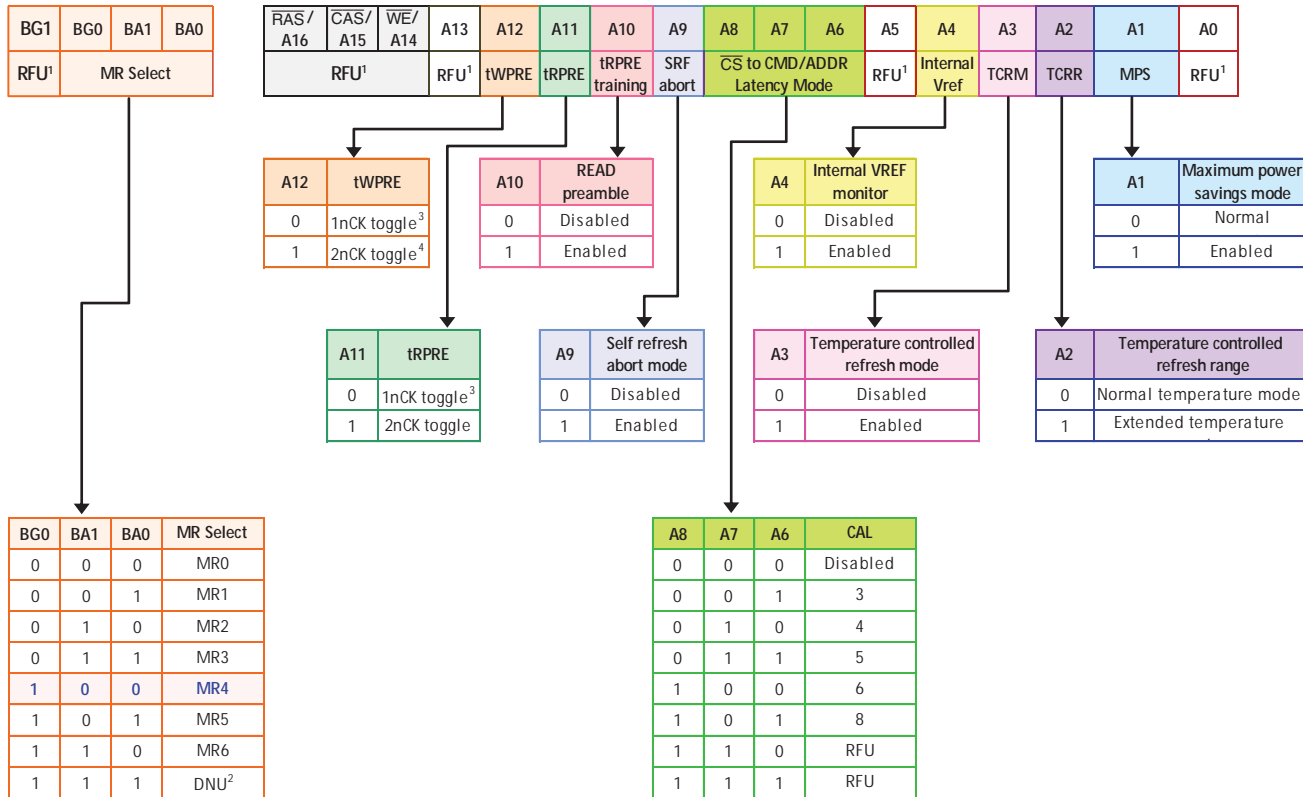 BG1 BG0 BA1 BA0
RFU¹ MR Select
RAS/ CAS/ WE/ A13 A12 A11 A10 A9 A8 A7 A6 A5 A4 A3 A2 A1 A0
A16 A15 A14
RFU¹ RFU¹ tWPRE tRPRE tRPRE training SRF abort CS to CMD/ADDR Latency Mode RFU¹ Internal Vref TCRM TCRR MPS RFU¹
A12 tWPRE
0 1nCK toggle³
1 2nCK toggle⁴
A10 READ preamble
0 Disabled
1 Enabled
A4 Internal VREF monitor
0 Disabled
1 Enabled
A1 Maximum power savings mode
0 Normal
1 Enabled
A11 tRPRE
0 1nCK toggle³
1 2nCK toggle
A9 Self refresh abort mode
0 Disabled
1 Enabled
A3 Temperature controlled refresh mode
0 Disabled
1 Enabled
A2 Temperature controlled refresh range
0 Normal temperature mode
1 Extended temperature
BG0 BA1 BA0 MR Select
0 0 0 MR0
0 0 1 MR1
0 1 0 MR2
0 1 1 MR3
1 0 0 MR4
1 0 1 MR5
1 1 0 MR6
1 1 1 DNU²
A8 A7 A6 CAL
0 0 0 Disabled
0 0 1 3
0 1 0 4
0 1 1 5
1 0 0 6
1 0 1 8
1 1 0 RFU
1 1 1 RFU